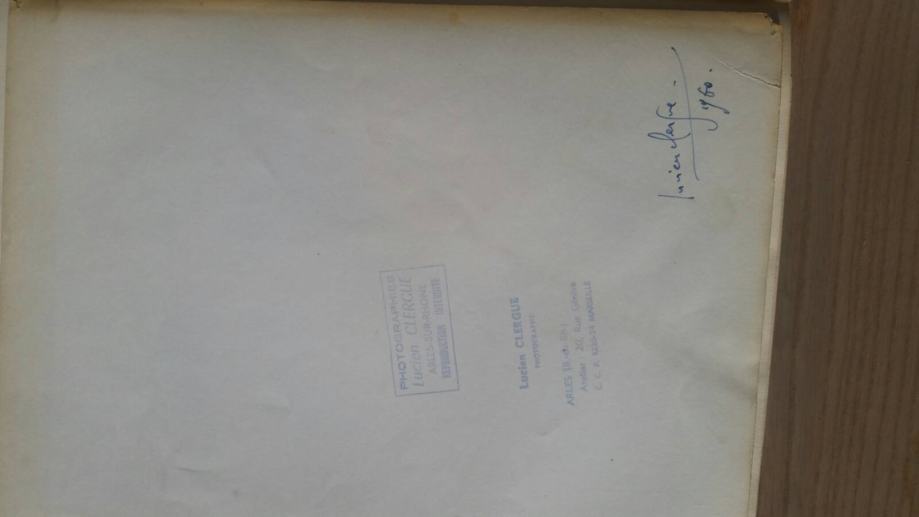 Lucien Clergue
1960.
PHOTOGRAPHIES
Lucien CLERGUE
ARLES-SUR-RHONE
REPRODUCTION INTERDITE
Lucien CLERGUE
PHOTOGRAPHE
ARLES
Atelier 20, Rue
C. C. P. MARSEILLE